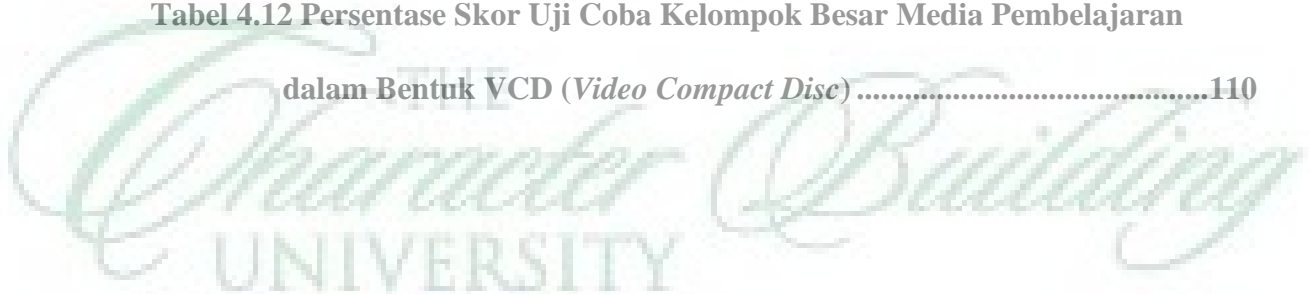 Tabel 4.12 Persentase Skor Uji Coba Kelompok Besar Media Pembelajaran
dalam Bentuk VCD (Video Compact Disc)............................................110
THE
Character Building
UNIVERSITY